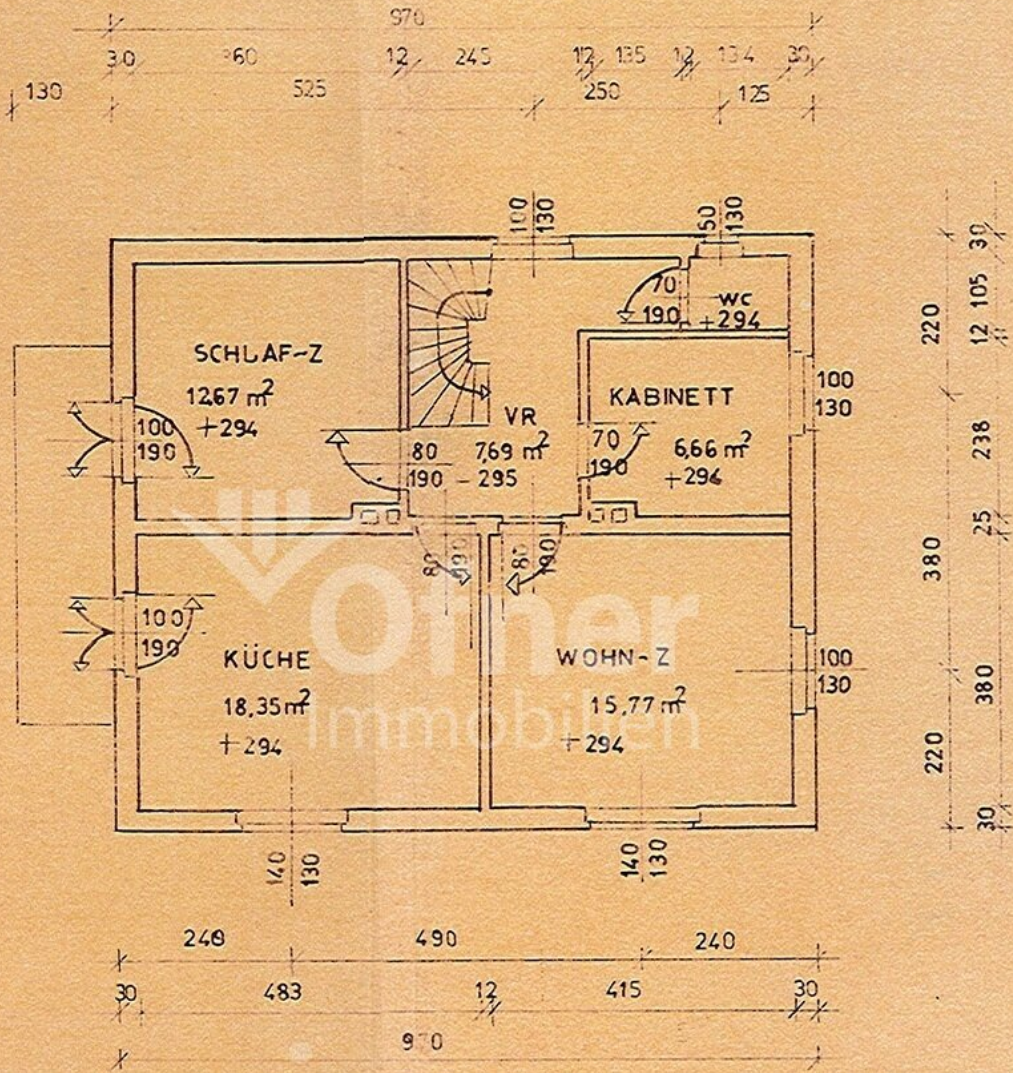 970
30 360 12 245 12 135 12 134 30
130 525 250 125
100
130
60
130
SCHLAF-Z
12,67 m²
+294
100
190
80
190
VR
7,69 m²
- 295
70
190
WC
+294
KABINETT
6,66 m²
+294
70
190
100
130
80
190
80
190
Ofner
Immobilien
KÜCHE
18,35 m²
+294
100
190
WOHN-Z
15,77 m²
+294
100
130
140
130
140
130
220
380
220
30
105
12
238
25
380
30
240 490 240
30 483 12 415 30
970